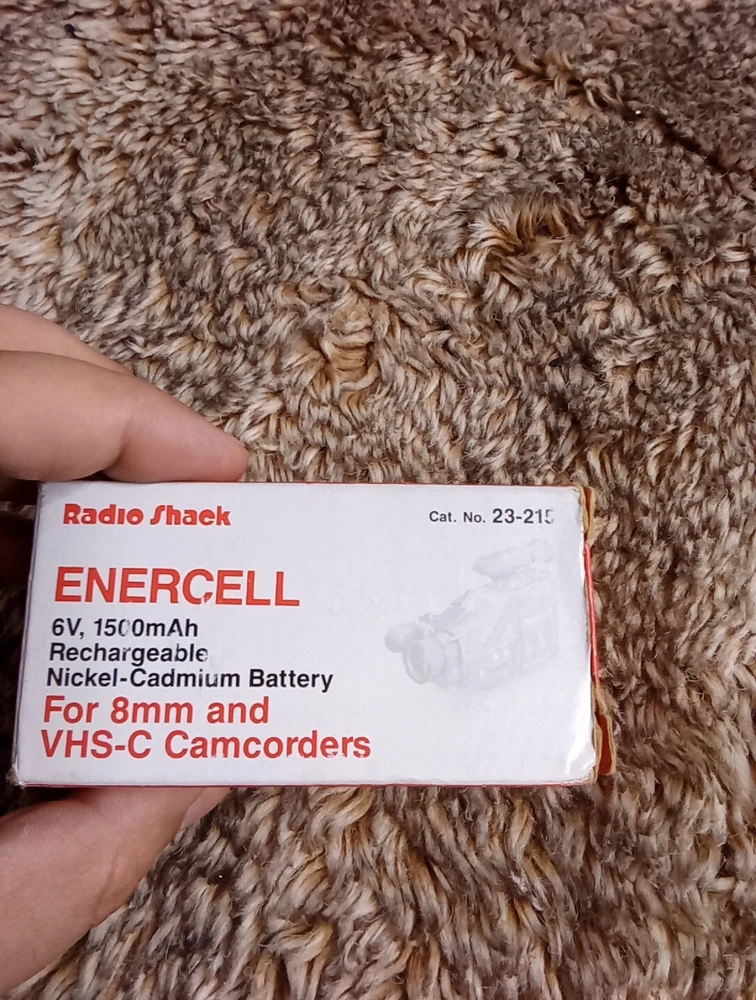 Radio Shack
Cat. No. 23-215
ENERCELL
6V, 1500mAh
Rechargeable
Nickel-Cadmium Battery
For 8mm and
VHS-C Camcorders